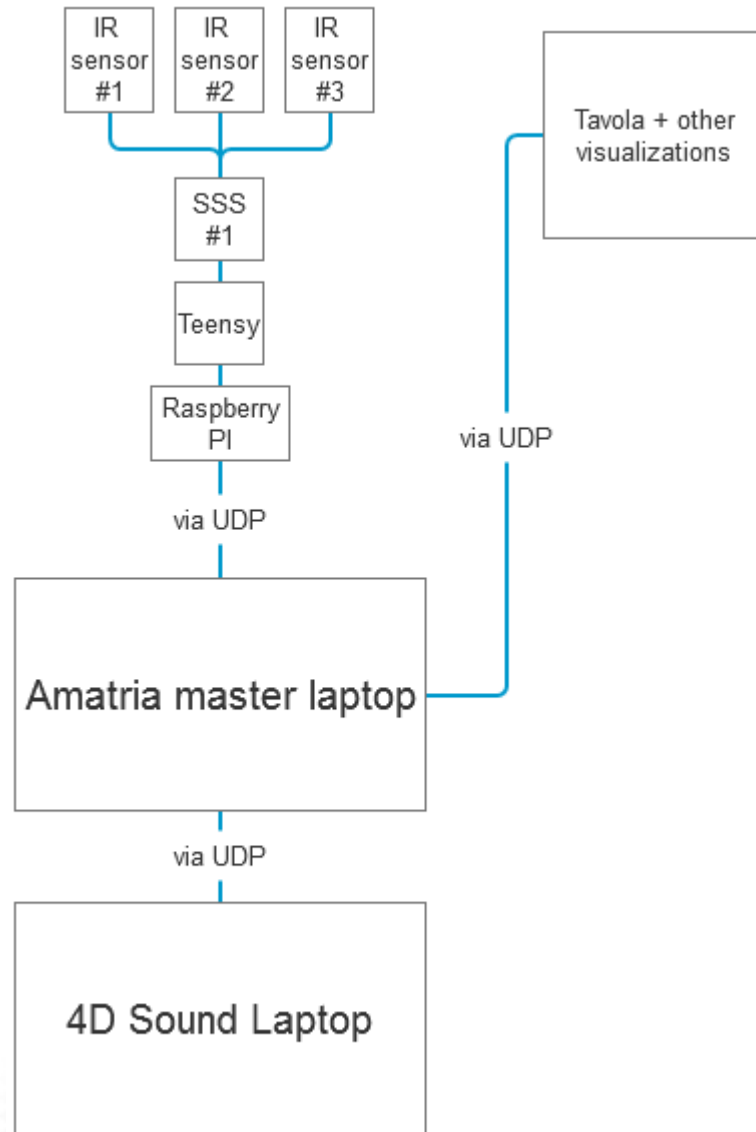 IR
sensor
#1
IR
sensor
#2
IR
sensor
#3
Tavola + other
visualizations
SSS
#1
Teensy
Raspberry
PI
via UDP
via UDP
Amatria master laptop
via UDP
4D Sound Laptop